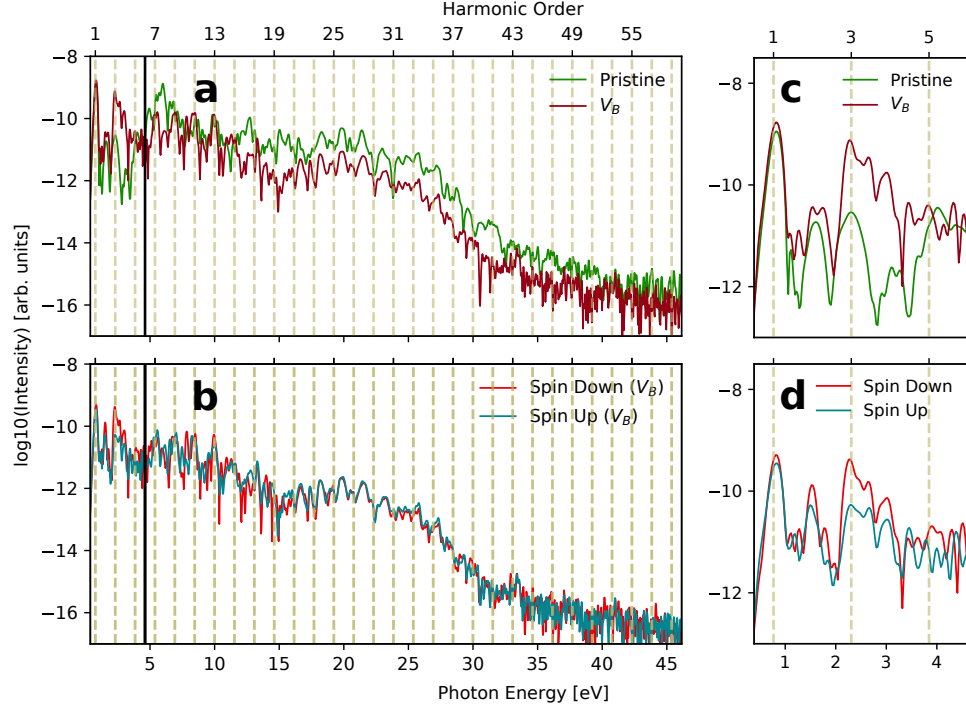 Harmonic Order
1 7 13 19 25 31 37 43 49 55
1 3 5
−8
−10
−12
−14
−16
a
Pristine
V_B
−8
−10
−12
c
Pristine
V_B
log10(Intensity) [arb. units]
−8
−10
−12
−14
−16
b
Spin Down (V_B)
Spin Up (V_B)
−8
−10
−12
d
Spin Down
Spin Up
5 10 15 20 25 30 35 40 45
1 2 3 4
Photon Energy [eV]